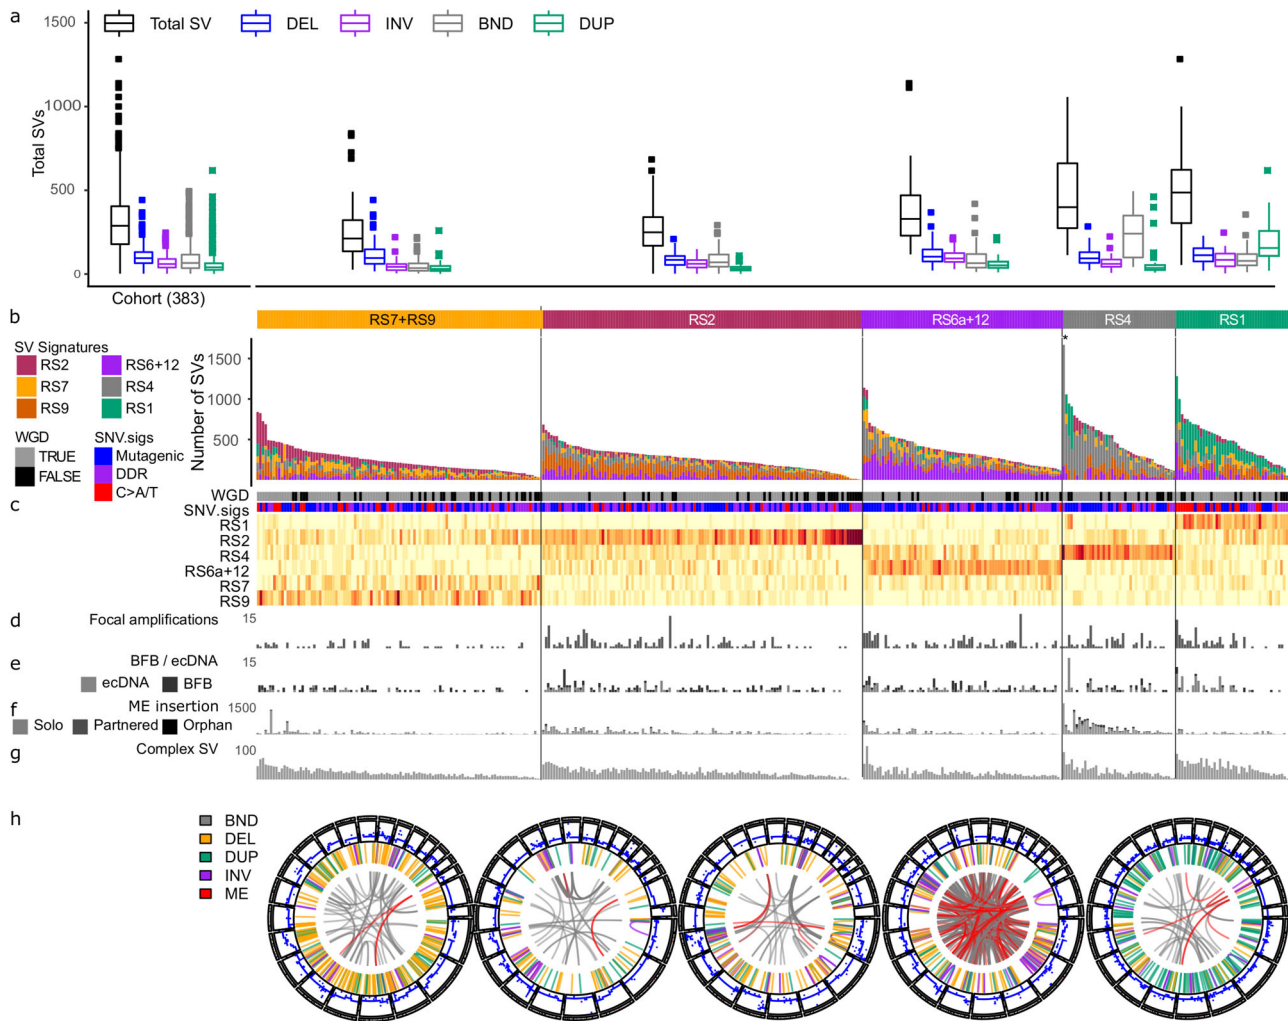 a
1500
1000
500
0
Total SVs
Total SV DEL INV BND DUP
Cohort (383)
b
RS7+RS9 RS2 RS6a+12 RS4 RS1
SV Signatures
RS2 RS6+12
RS7 RS4
RS9 RS1
WGD SNV.sigs
TRUE Mutagenic
FALSE DDR
C>A/T
Number of SVs
1500
1000
500
*
c
WGD
SNV.sigs
RS1
RS2
RS4
RS6a+12
RS7
RS9
d
Focal amplifications 15
e
BFB / ecDNA 15
ecDNA BFB
f
ME insertion 1500
Solo Partnered Orphan
g
Complex SV 100
h
BND
DEL
DUP
INV
ME